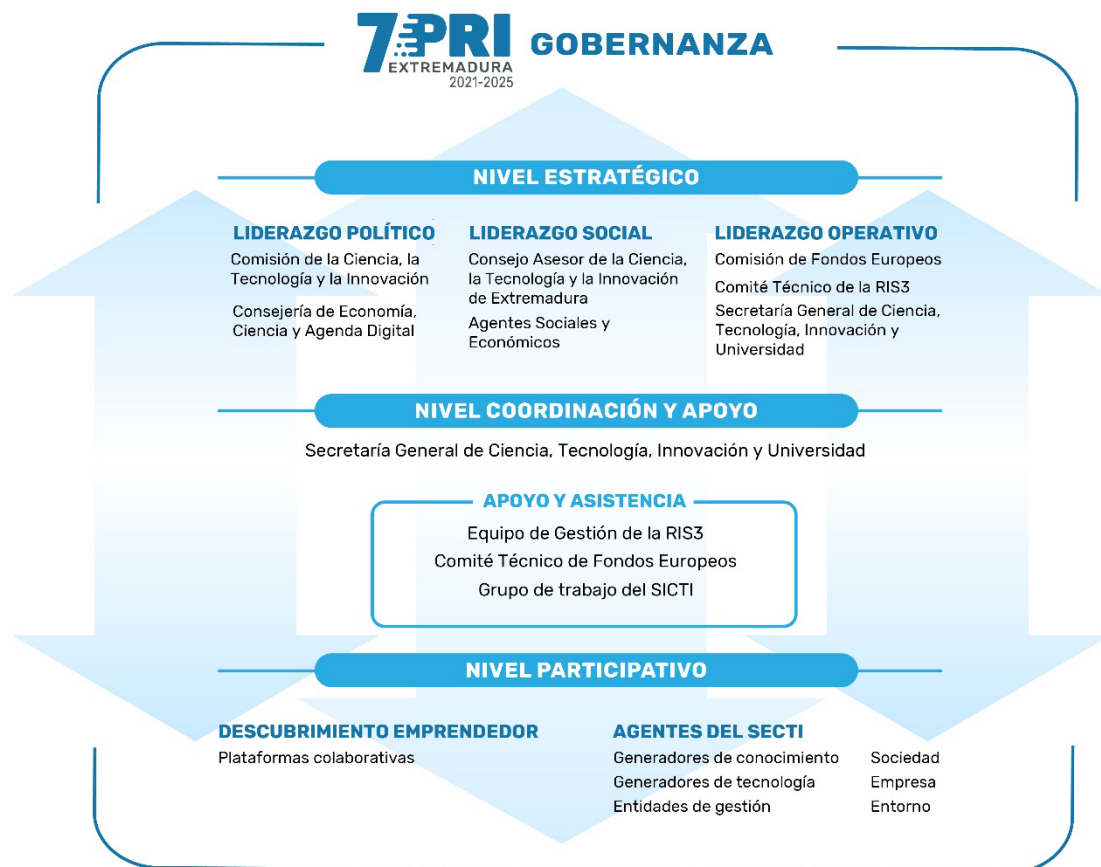 7PRI
EXTREMADURA
2021-2025
GOBERNANZA
NIVEL ESTRATÉGICO
LIDERAZGO POLÍTICO
Comisión de la Ciencia, la
Tecnología y la Innovación
Consejería de Economía,
Ciencia y Agenda Digital
LIDERAZGO SOCIAL
Consejo Asesor de la Ciencia,
la Tecnología y la Innovación
de Extremadura
Agentes Sociales y
Económicos
LIDERAZGO OPERATIVO
Comisión de Fondos Europeos
Comité Técnico de la RIS3
Secretaría General de Ciencia,
Tecnología, Innovación y
Universidad
NIVEL COORDINACIÓN Y APOYO
Secretaría General de Ciencia, Tecnología, Innovación y Universidad
APOYO Y ASISTENCIA
Equipo de Gestión de la RIS3
Comité Técnico de Fondos Europeos
Grupo de trabajo del SICTI
NIVEL PARTICIPATIVO
DESCUBRIMIENTO EMPRENDEDOR
Plataformas colaborativas
AGENTES DEL SECTI
Generadores de conocimiento
Generadores de tecnología
Entidades de gestión
Sociedad
Empresa
Entorno